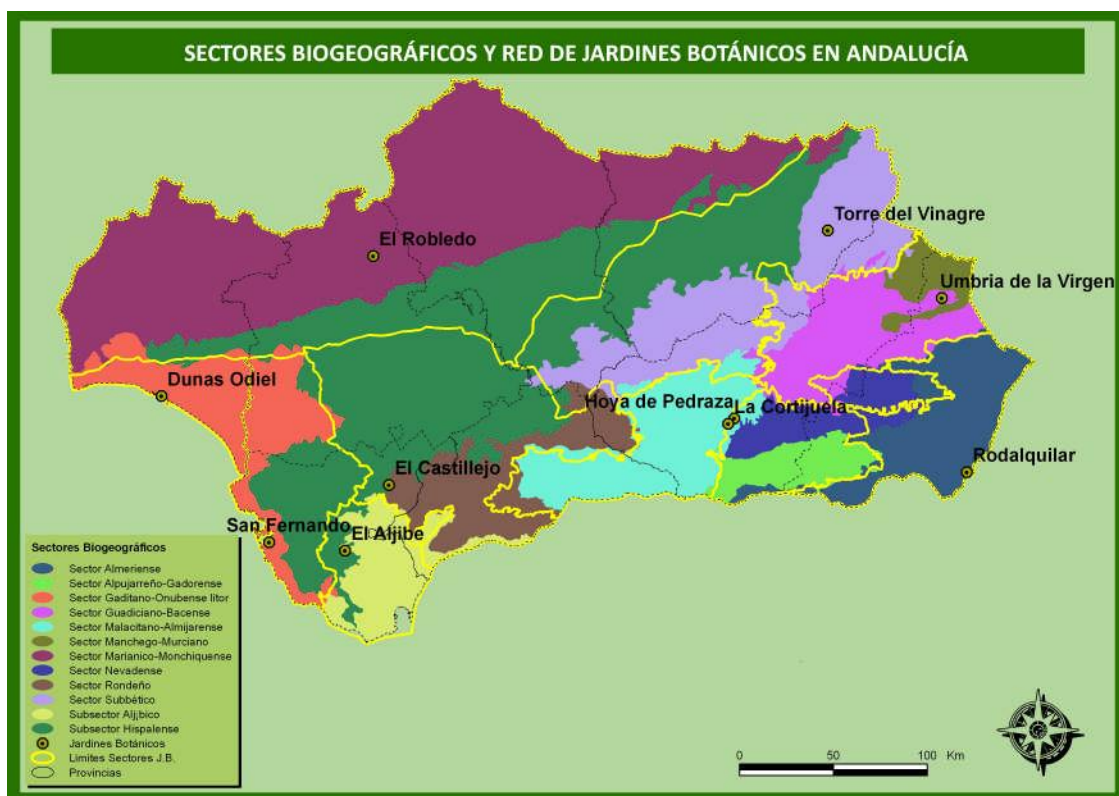 SECTORES BIOGEOGRÁFICOS Y RED DE JARDINES BOTÁNICOS EN ANDALUCÍA
Torre del Vinagre
El Robledo
Umbria de la Virgen
Dunas Odiel
Hoya de Pedraza
La Cortijuela
El Castillejo
Rodalquilar
San Fernando
El Aljibe
Sectores Biogeográficos
Sector Almeriense
Sector Alpujarreño-Gadorense
Sector Gaditano-Onubense litor
Sector Guadiciano-Bacense
Sector Malacitano-Almijarense
Sector Manchego-Murciano
Sector Marianico-Monchiquense
Sector Nevadense
Sector Rondeño
Sector Subbético
Subsector Aljjbico
Subsector Hispalense
Jardines Botánicos
Limites Sectores J.B.
Provincias
0 50 100 Km